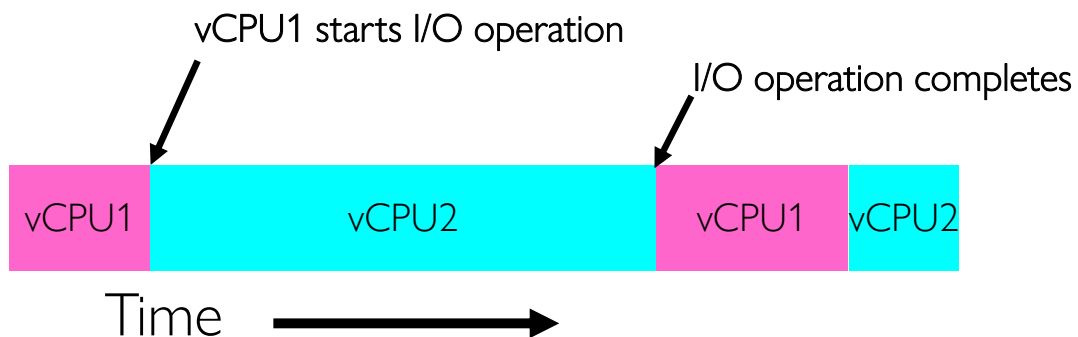 vCPU1 starts I/O operation
I/O operation completes
vCPU1
vCPU2
vCPU1
vCPU2
Time